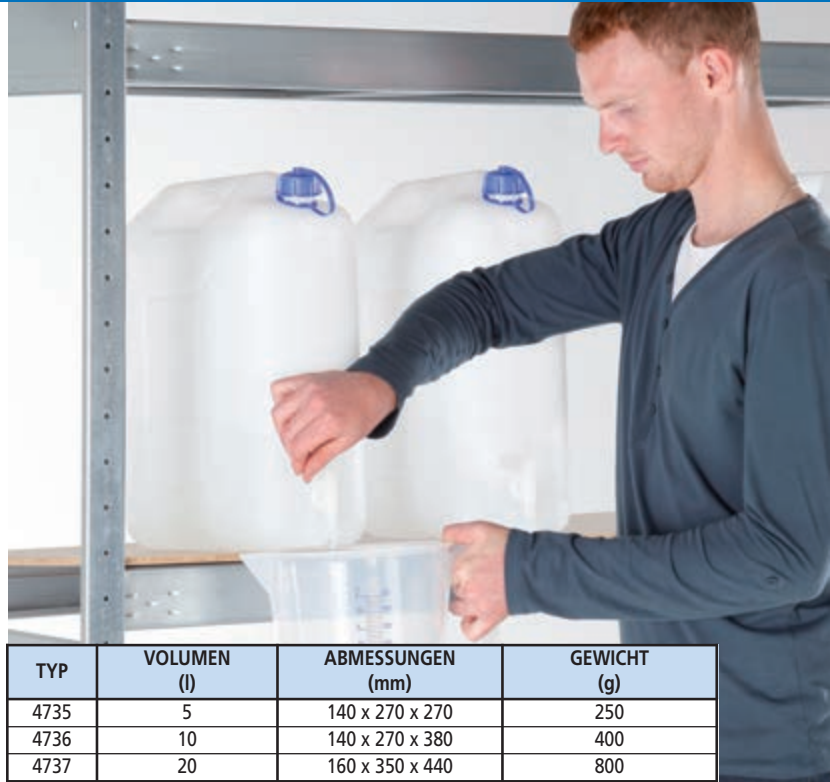 TYP VOLUMEN (l) ABMESSUNGEN (mm) GEWICHT (g)
4735 5 140 x 270 x 270 250
4736 10 140 x 270 x 380 400
4737 20 160 x 350 x 440 800